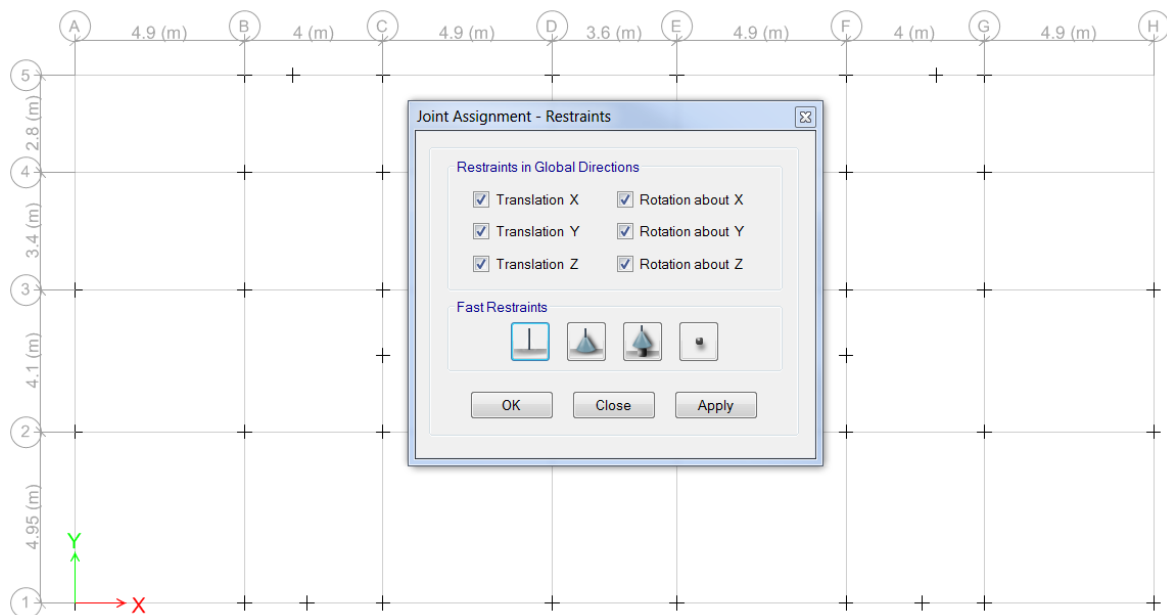 A B C D E F G H
4.9 (m) 4 (m) 4.9 (m) 3.6 (m) 4.9 (m) 4 (m) 4.9 (m)
5
2.8 (m)
4
3.4 (m)
3
4.1 (m)
2
4.95 (m)
1
Y
X
Joint Assignment - Restraints
Restraints in Global Directions
Translation X Rotation about X
Translation Y Rotation about Y
Translation Z Rotation about Z
Fast Restraints
OK Close Apply